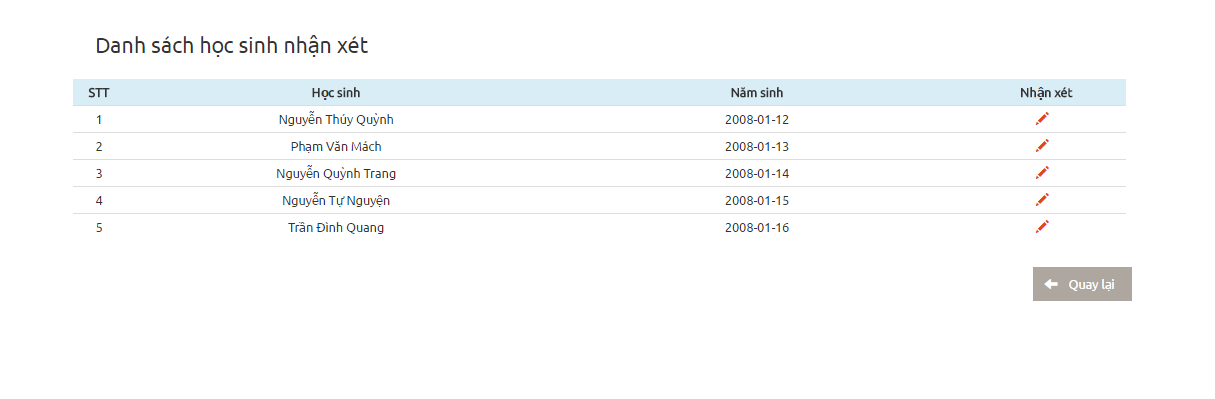 Danh sách học sinh nhận xét
STT Học sinh Năm sinh Nhận xét
1 Nguyễn Thúy Quỳnh 2008-01-12
2 Phạm Văn Mách 2008-01-13
3 Nguyễn Quỳnh Trang 2008-01-14
4 Nguyễn Tự Nguyện 2008-01-15
5 Trần Đình Quang 2008-01-16
Quay lại